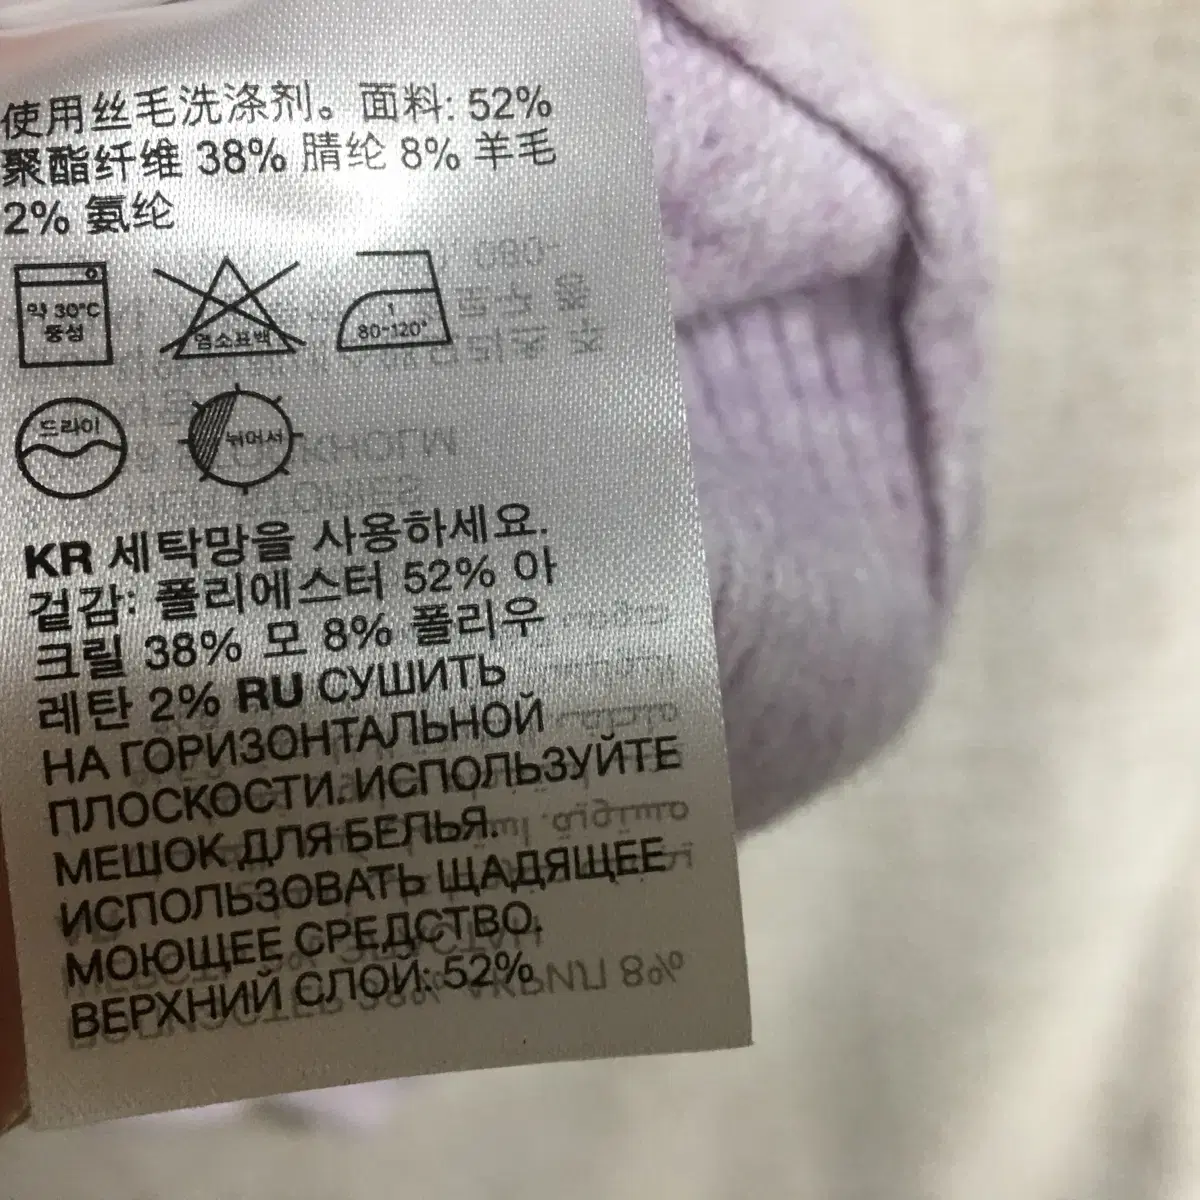 使用丝毛洗涤剂。面料: 52%
聚酯纤维 38% 腈纶 8% 羊毛
2% 氨纶
약 30°C
중성
염소표백
1
80-120°
드라이
뉘어서
KR 세탁망을 사용하세요.
겉감: 폴리에스터 52% 아
크릴 38% 모 8% 폴리우
레탄 2% RU СУШИТЬ
НА ГОРИЗОНТАЛЬНОЙ
ПЛОСКОСТИ. ИСПОЛЬЗУЙТЕ
МЕШОК ДЛЯ БЕЛЬЯ.
ИСПОЛЬЗОВАТЬ ЩАДЯЩЕЕ
МОЮЩЕЕ СРЕДСТВО.
ВЕРХНИЙ СЛОЙ: 52%